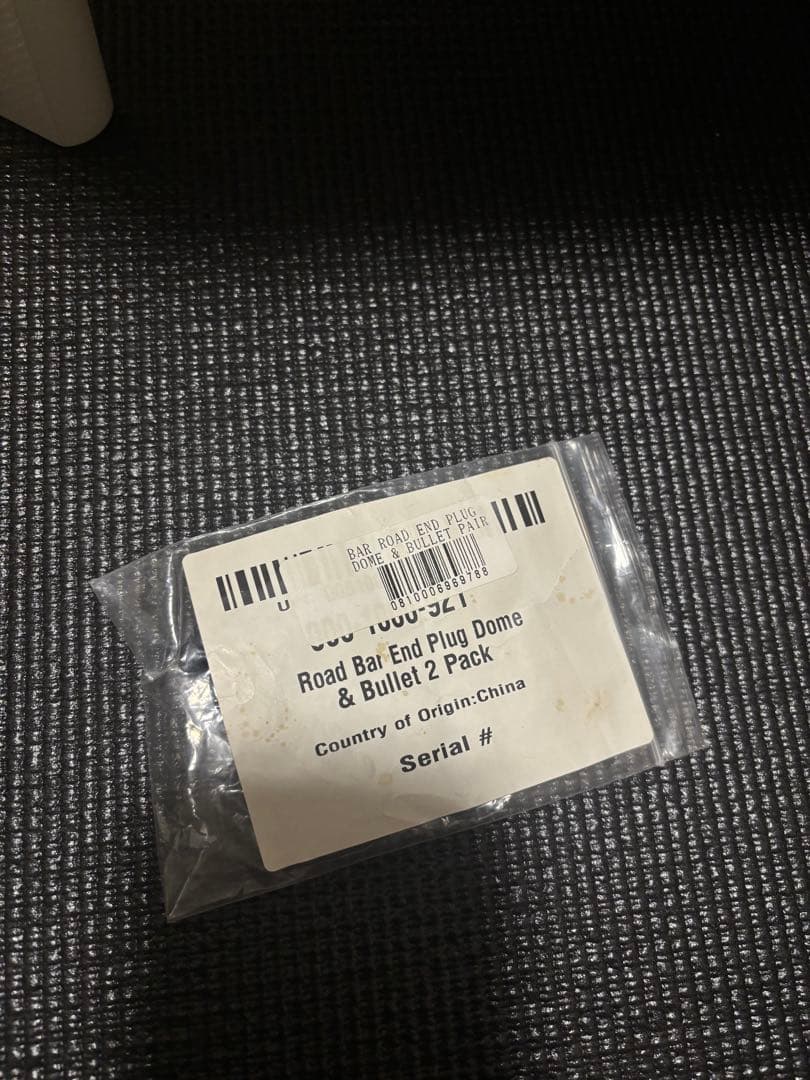 BAR ROAD END PLUG
DOME & BULLET PAIR
0810006989788
Road Bar End Plug Dome
& Bullet 2 Pack
Country of Origin:China
Serial #